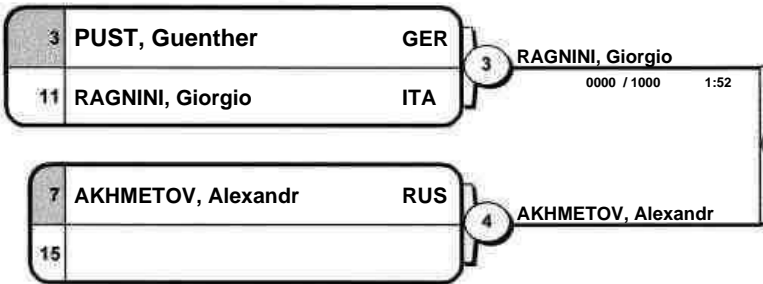 3 PUST, Guenther GER
11 RAGNINI, Giorgio ITA
3 RAGNINI, Giorgio
0000 / 1000 1:52
7 AKHMETOV, Alexandr RUS
15
4 AKHMETOV, Alexandr